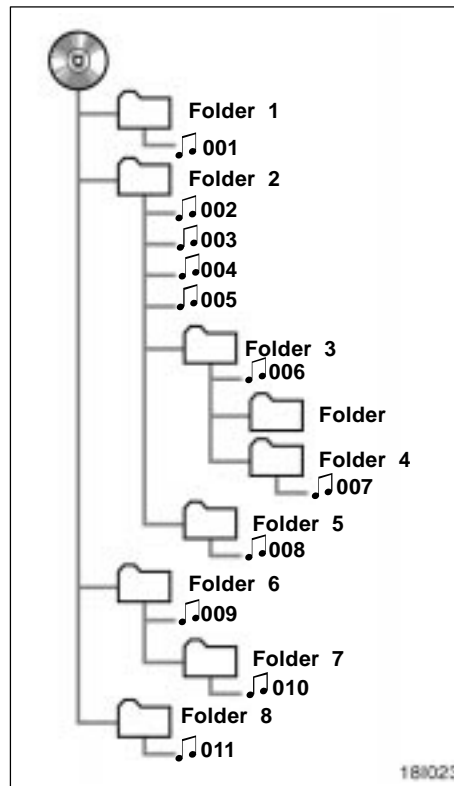 Folder 1
001
Folder 2
002
003
004
005
Folder 3
006
Folder
Folder 4
007
Folder 5
008
Folder 6
009
Folder 7
010
Folder 8
011
18I023